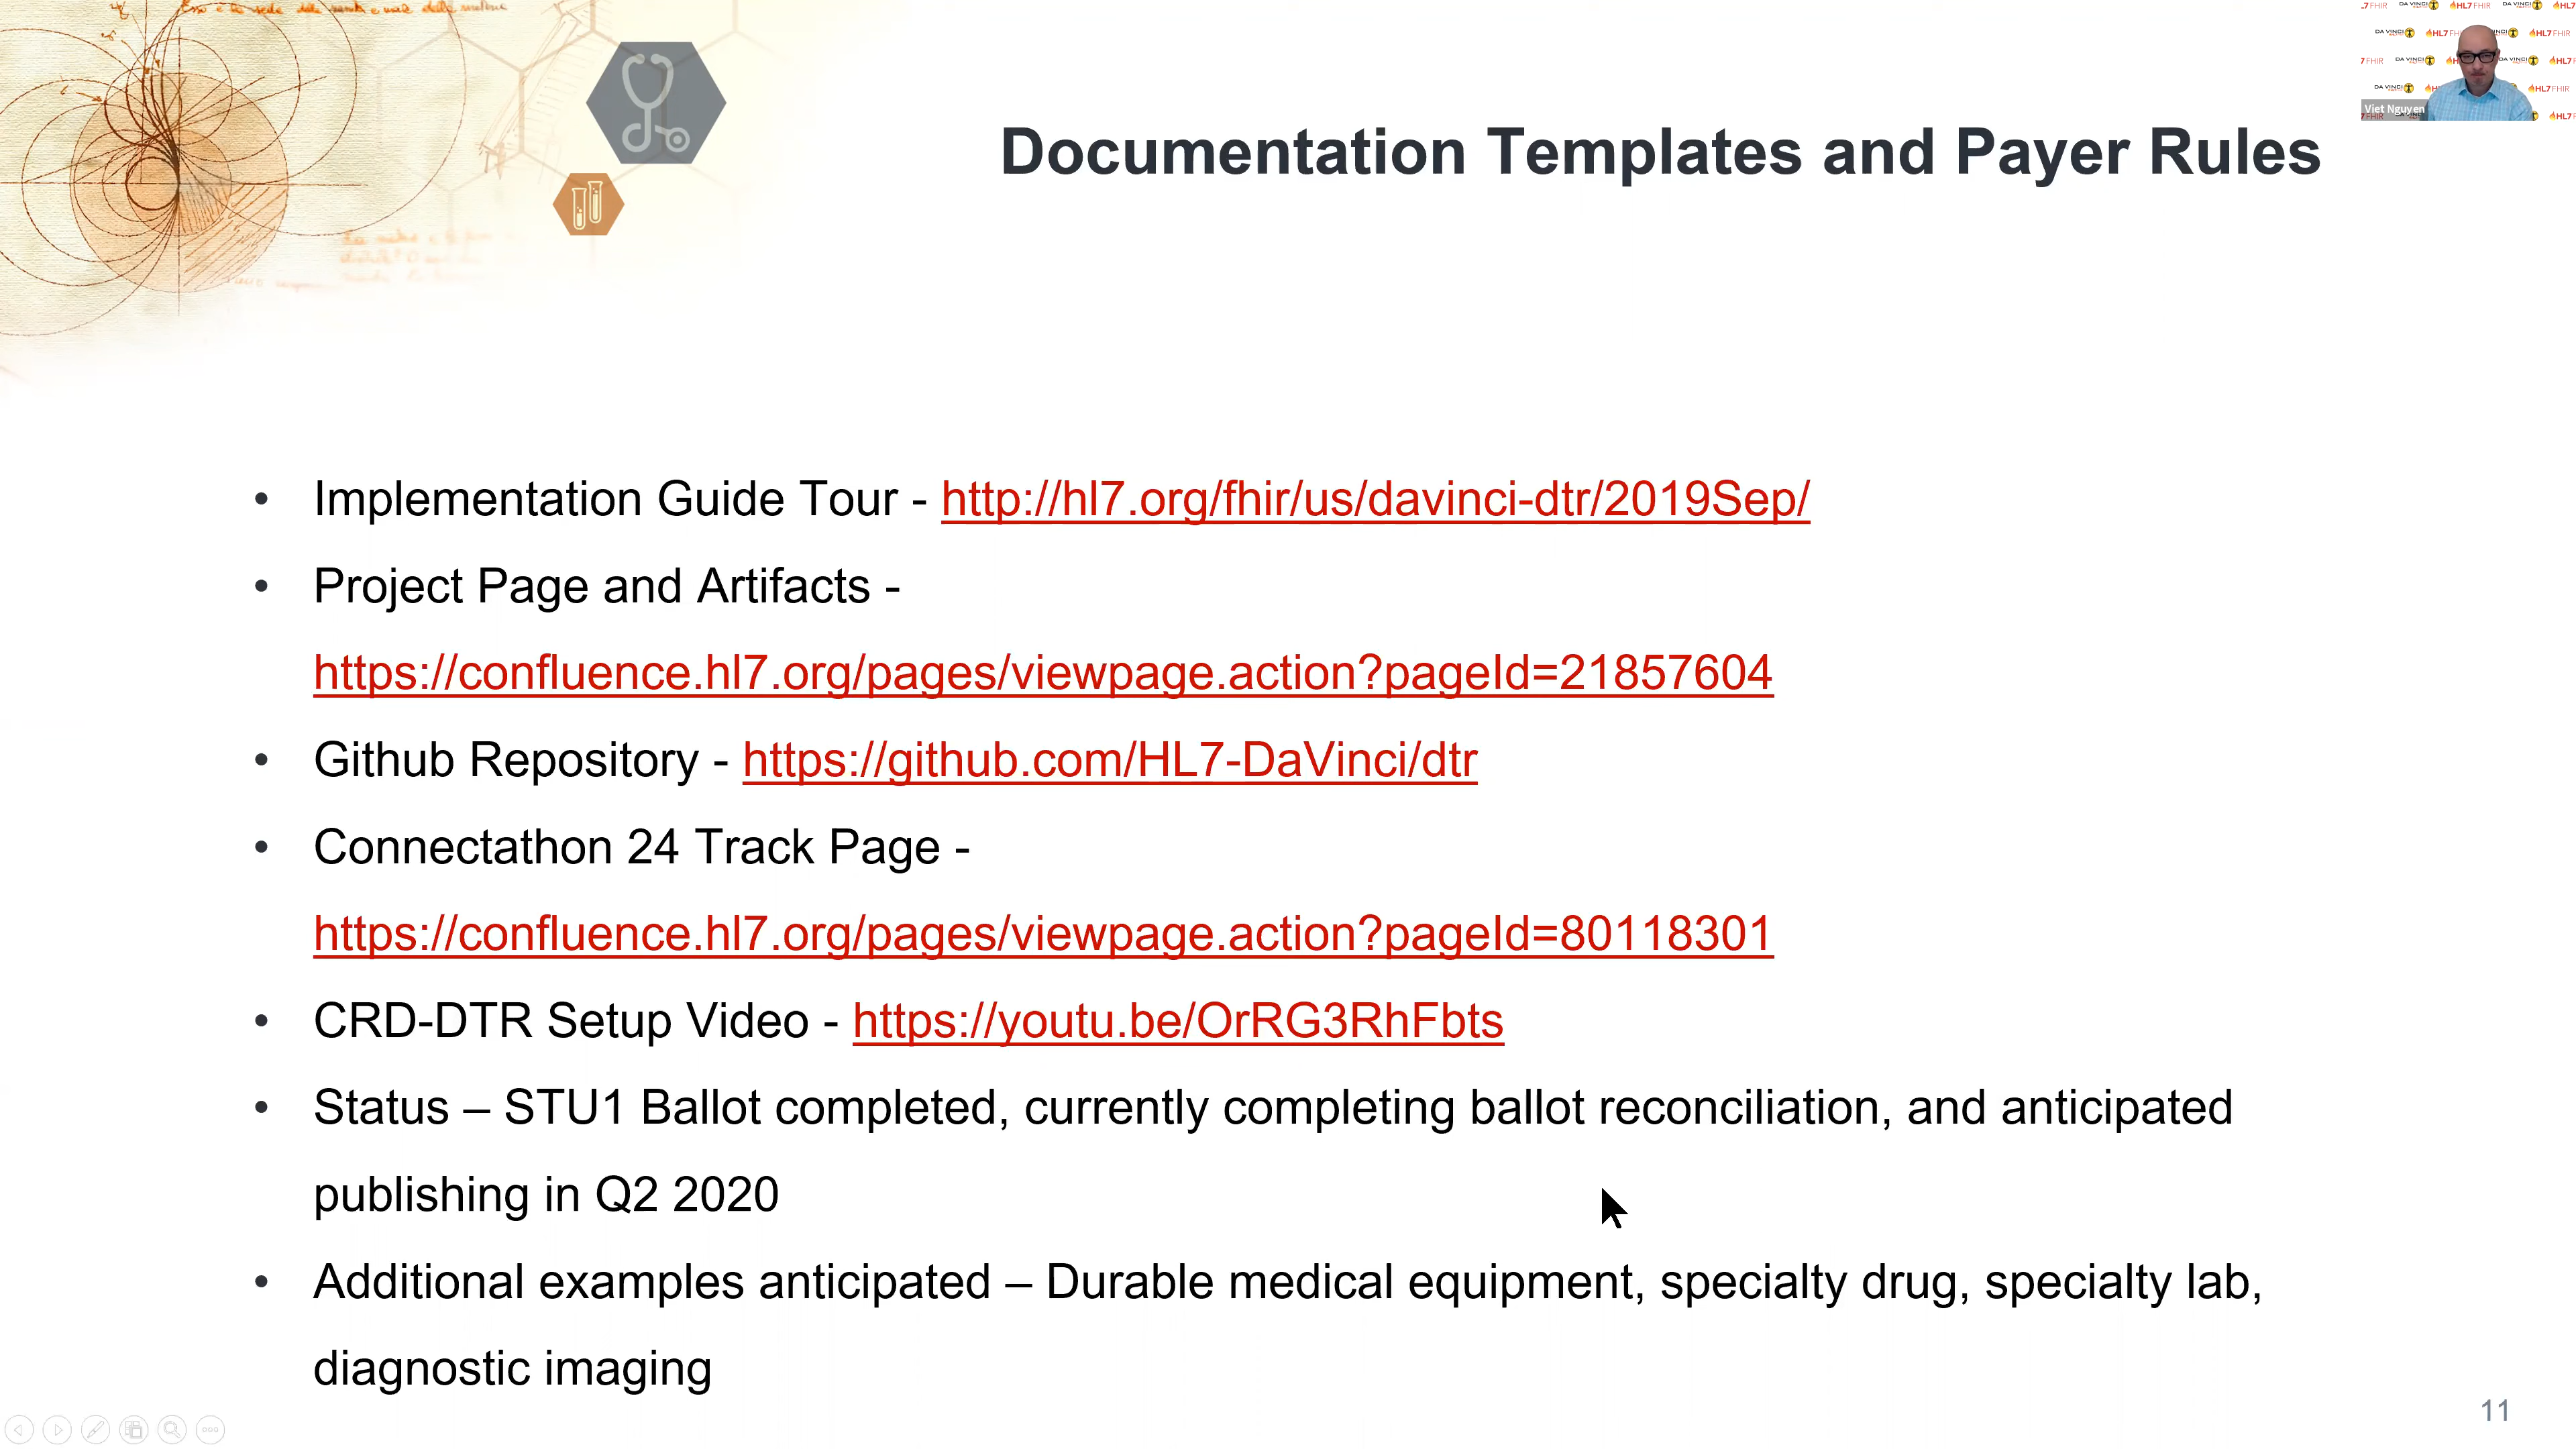 Documentation Templates and Payer Rules
Viet Nguyen
• Implementation Guide Tour - http://hl7.org/fhir/us/davinci-dtr/2019Sep/
• Project Page and Artifacts -
https://confluence.hl7.org/pages/viewpage.action?pageId=21857604
• Github Repository - https://github.com/HL7-DaVinci/dtr
• Connectathon 24 Track Page -
https://confluence.hl7.org/pages/viewpage.action?pageId=80118301
• CRD-DTR Setup Video - https://youtu.be/OrRG3RhFbts
• Status – STU1 Ballot completed, currently completing ballot reconciliation, and anticipated
publishing in Q2 2020
• Additional examples anticipated – Durable medical equipment, specialty drug, specialty lab,
diagnostic imaging
11